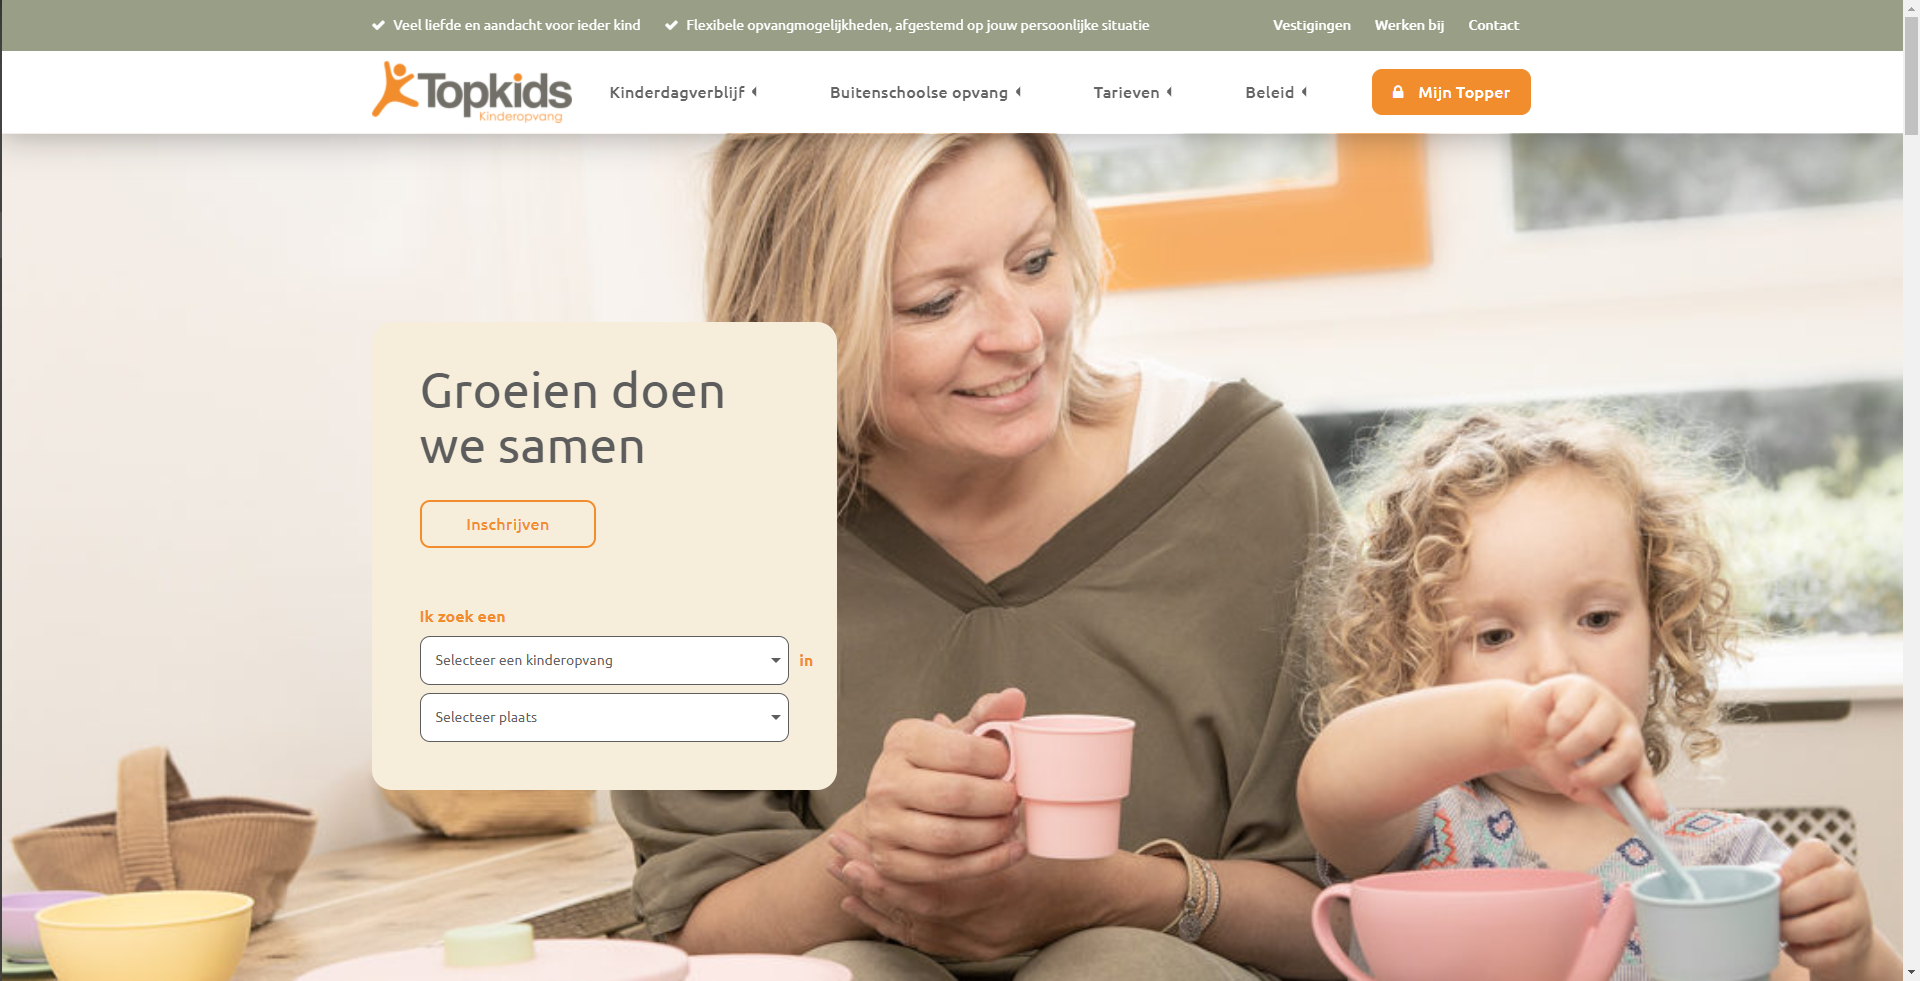 Veel liefde en aandacht voor ieder kind
Flexibele opvangmogelijkheden, afgestemd op jouw persoonlijke situatie
Vestigingen
Werken bij
Contact
Topkids
Kinderopvang
Kinderdagverblijf
Buitenschoolse opvang
Tarieven
Beleid
Mijn Topper
Groeien doen
we samen
Inschrijven
Ik zoek een
Selecteer een kinderopvang
in
Selecteer plaats